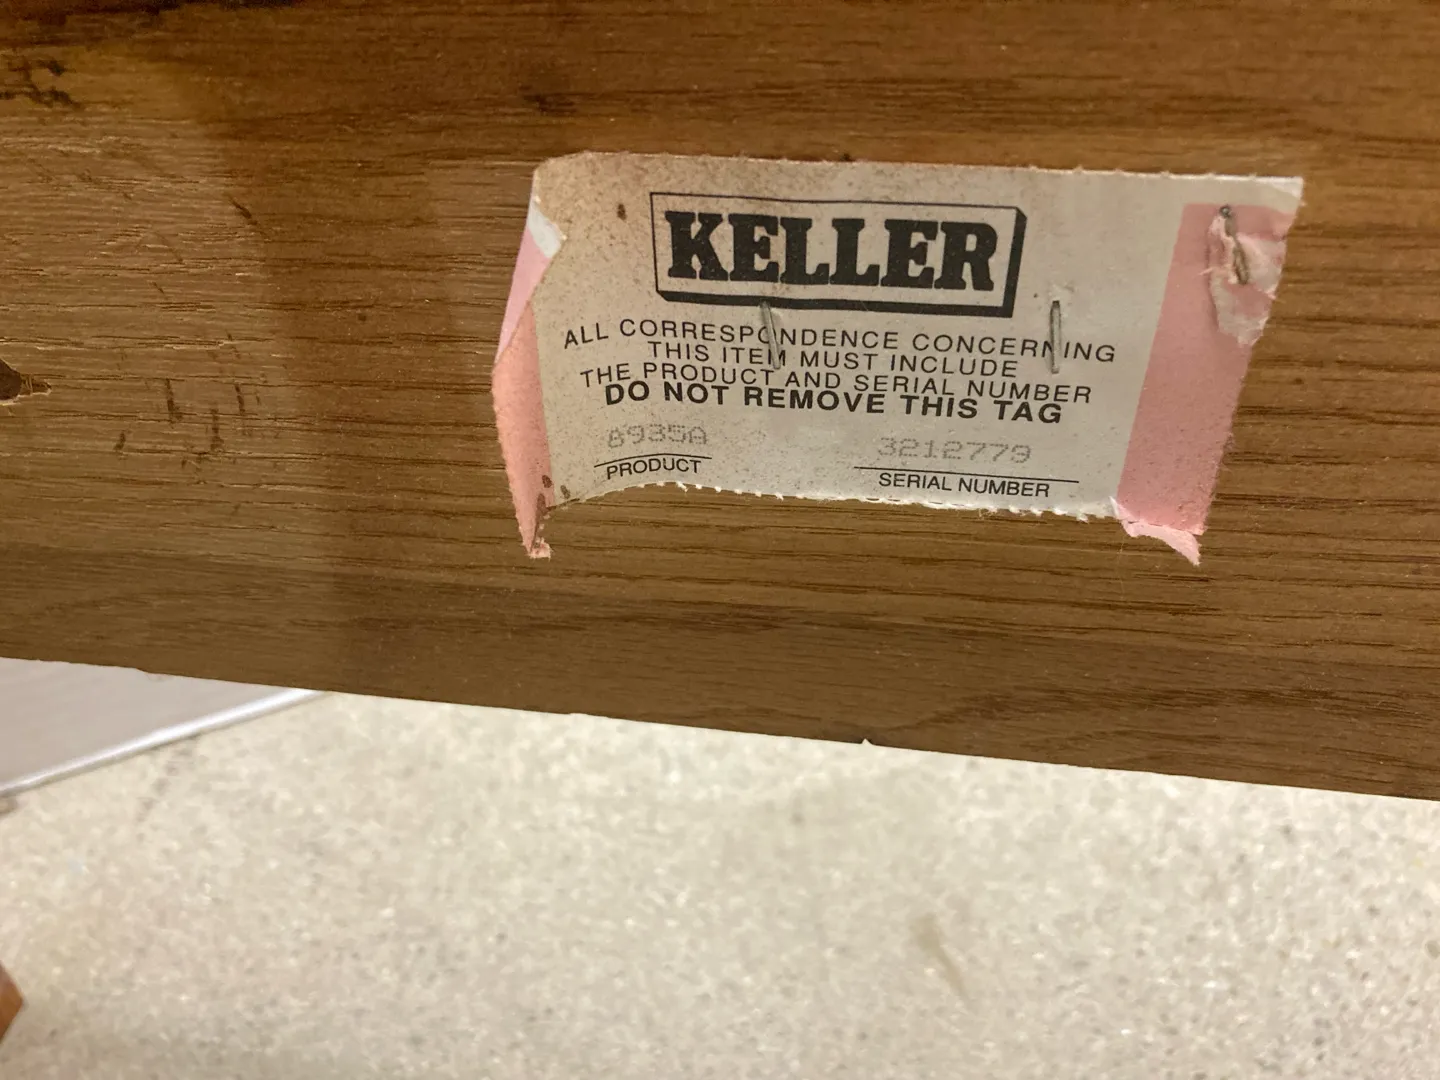 KELLER
ALL CORRESPONDENCE CONCERNING
THIS ITEM MUST INCLUDE
THE PRODUCT AND SERIAL NUMBER
DO NOT REMOVE THIS TAG
8935A 3212779
PRODUCT SERIAL NUMBER